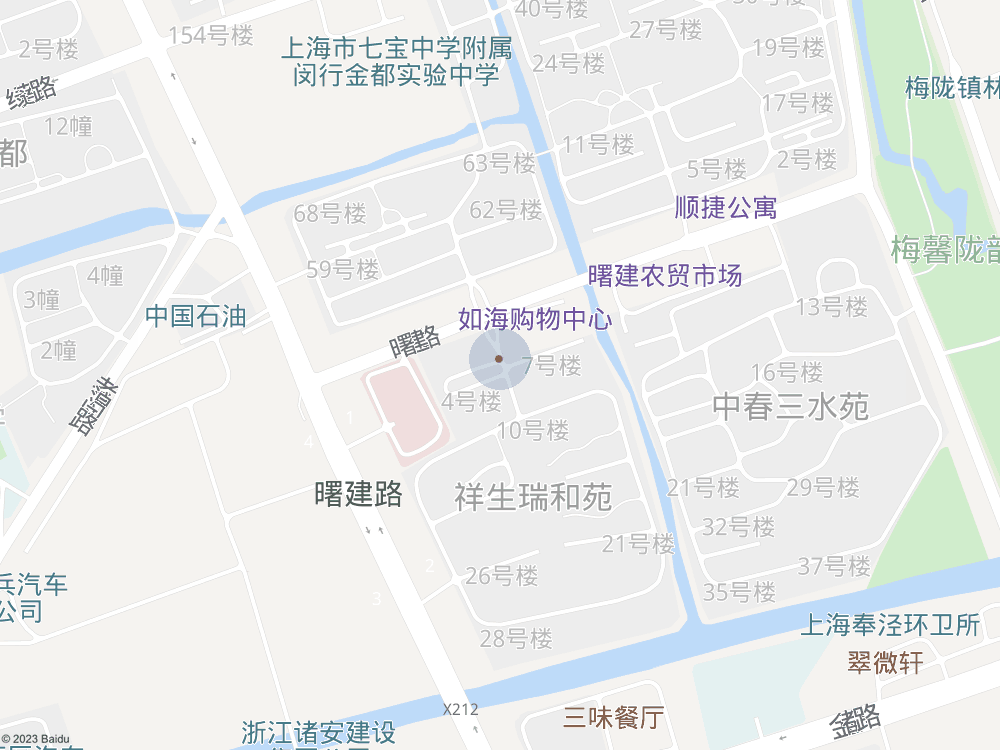 40号楼
36号楼
27号楼
154号楼
2号楼
上海市七宝中学附属
闵行金都实验中学
19号楼
24号楼
梅陇镇林
17号楼
12幢
都
11号楼
63号楼
5号楼
2号楼
68号楼
62号楼
顺捷公寓
梅馨陇韵
59号楼
4幢
曙建农贸市场
3幢
13号楼
中国石油
如海购物中心
曙建路
2幢
7号楼
16号楼
4号楼
中春三水苑
1
10号楼
4
曙建路
祥生瑞和苑
21号楼
29号楼
32号楼
21号楼
2
26号楼
37号楼
兵汽车
公司
3
35号楼
28号楼
上海奉泾环卫所
翠微轩
X212
三味餐厅
金都路
浙江诸安建设
© 2023 Baidu